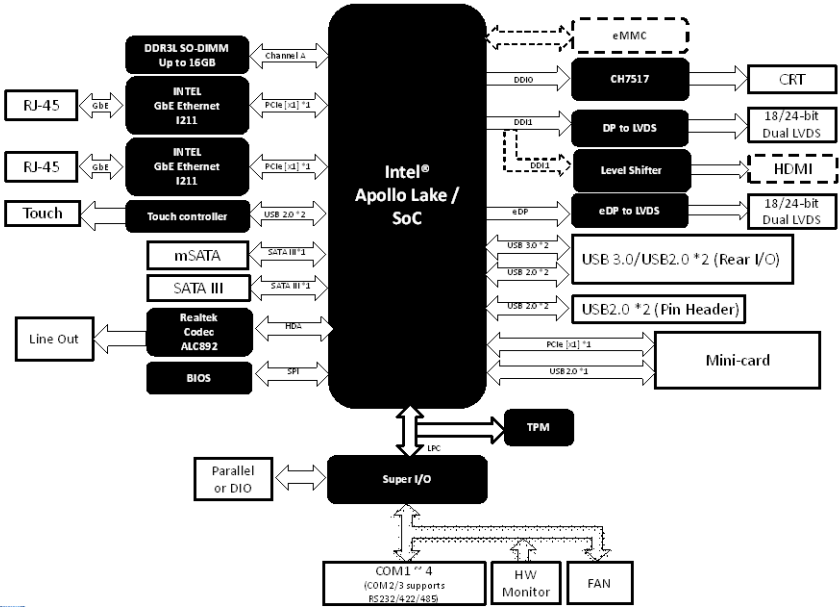 DDR3L SO-DIMM
Up to 16GB
Channel A
eMMC
RJ-45
GbE
INTEL
GbE Ethernet
I211
PCIe [x1] *1
DDI0
CH7517
CRT
DDI1
DP to LVDS
18/24-bit
Dual LVDS
RJ-45
GbE
INTEL
GbE Ethernet
I211
PCIe [x1] *1
Intel®
Apollo Lake /
SoC
DDI1
Level Shifter
HDMI
Touch
Touch controller
USB 2.0 *2
eDP
eDP to LVDS
18/24-bit
Dual LVDS
mSATA
SATA III*1
USB 3.0 *2
USB 2.0 *2
USB 3.0/USB2.0 *2 (Rear I/O)
SATA III
SATA III *1
USB 2.0 *2
USB2.0 *2 (Pin Header)
Line Out
Realtek
Codec
ALC892
HDA
PCIe [x1] *1
USB2.0 *1
Mini-card
BIOS
SPI
TPM
LPC
Parallel
or DIO
Super I/O
COM1 ~ 4
(COM2/3 supports
RS232/422/485)
HW
Monitor
FAN